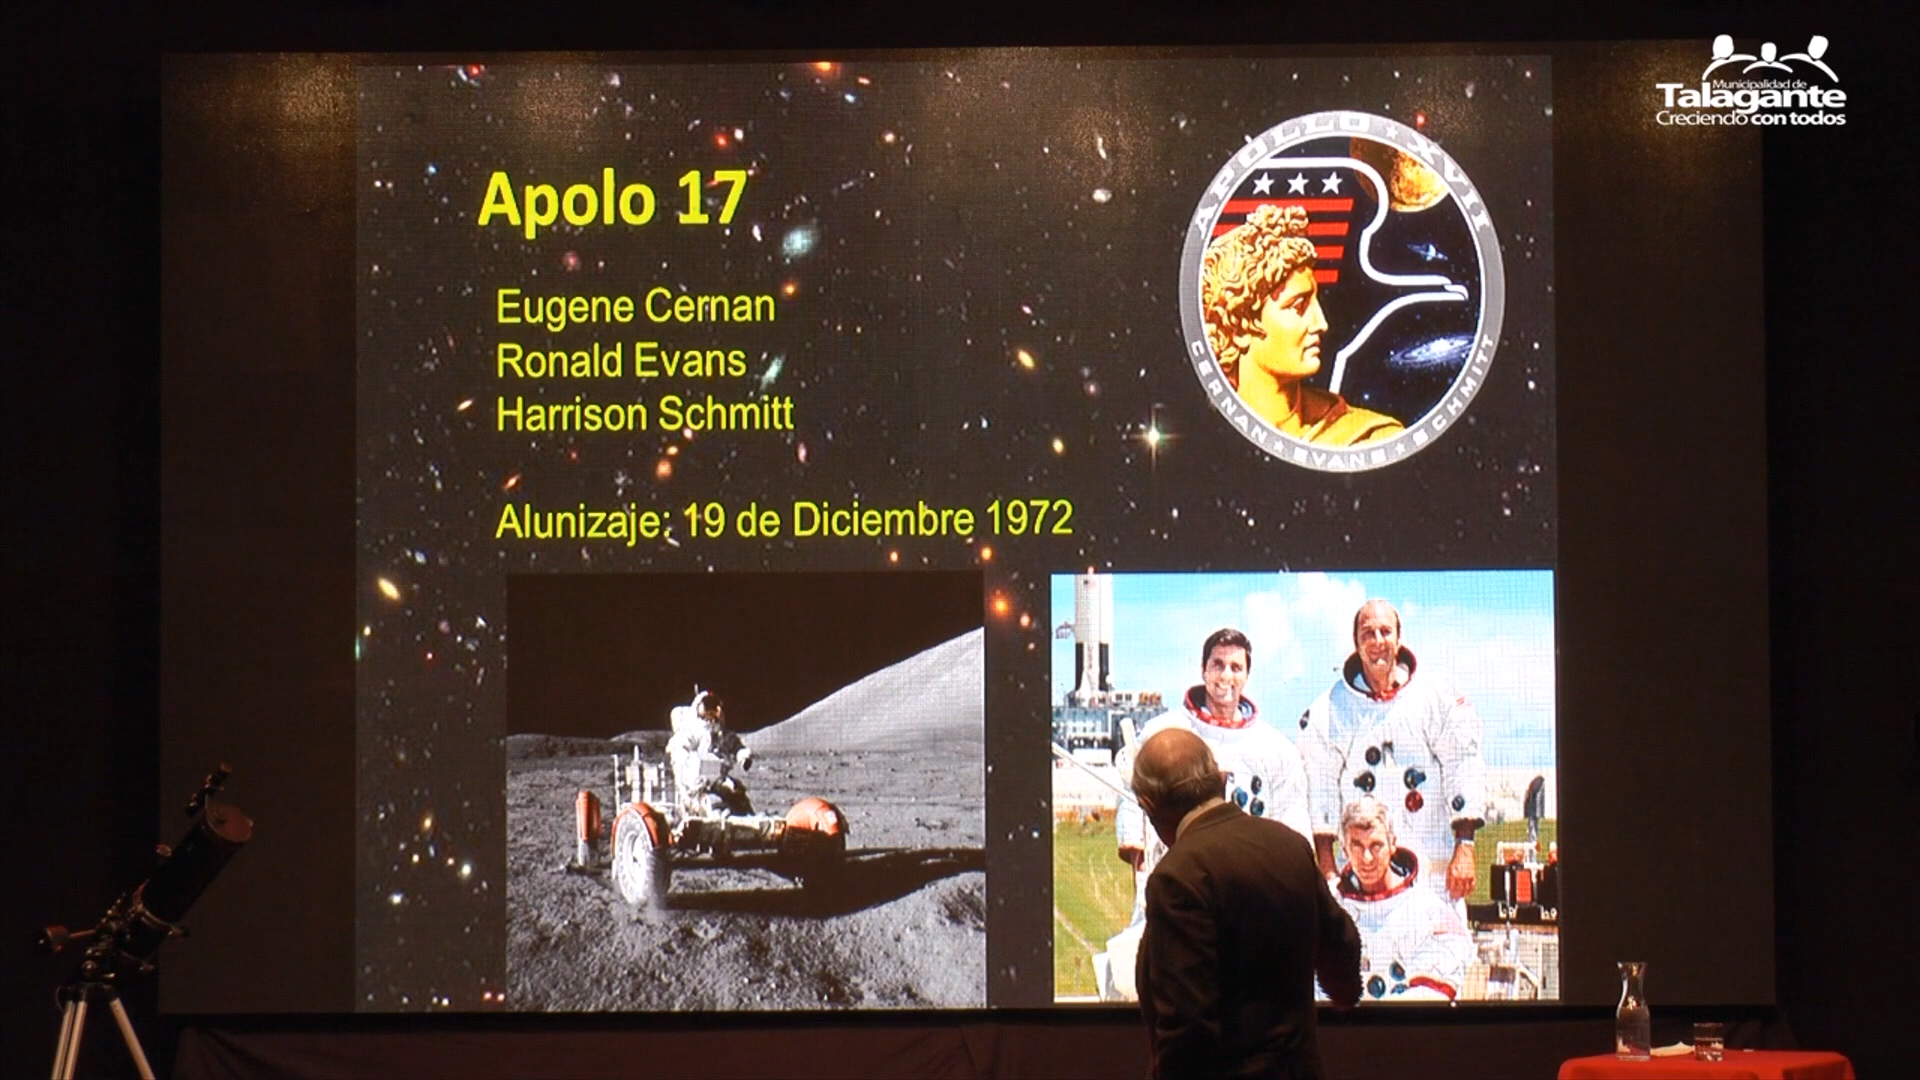 Municipalidad de
Talagante
Creciendo con todos
Apolo 17
APOLLO XVII
Eugene Cernan
Ronald Evans
Harrison Schmitt
CERNAN EVANS SCHMITT
Alunizaje: 19 de Diciembre 1972